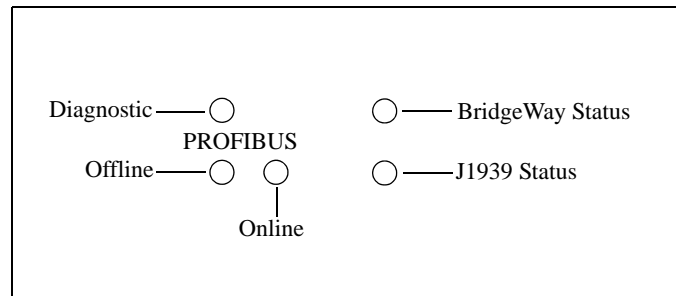 Diagnostic
BridgeWay Status
PROFIBUS
Offline
J1939 Status
Online